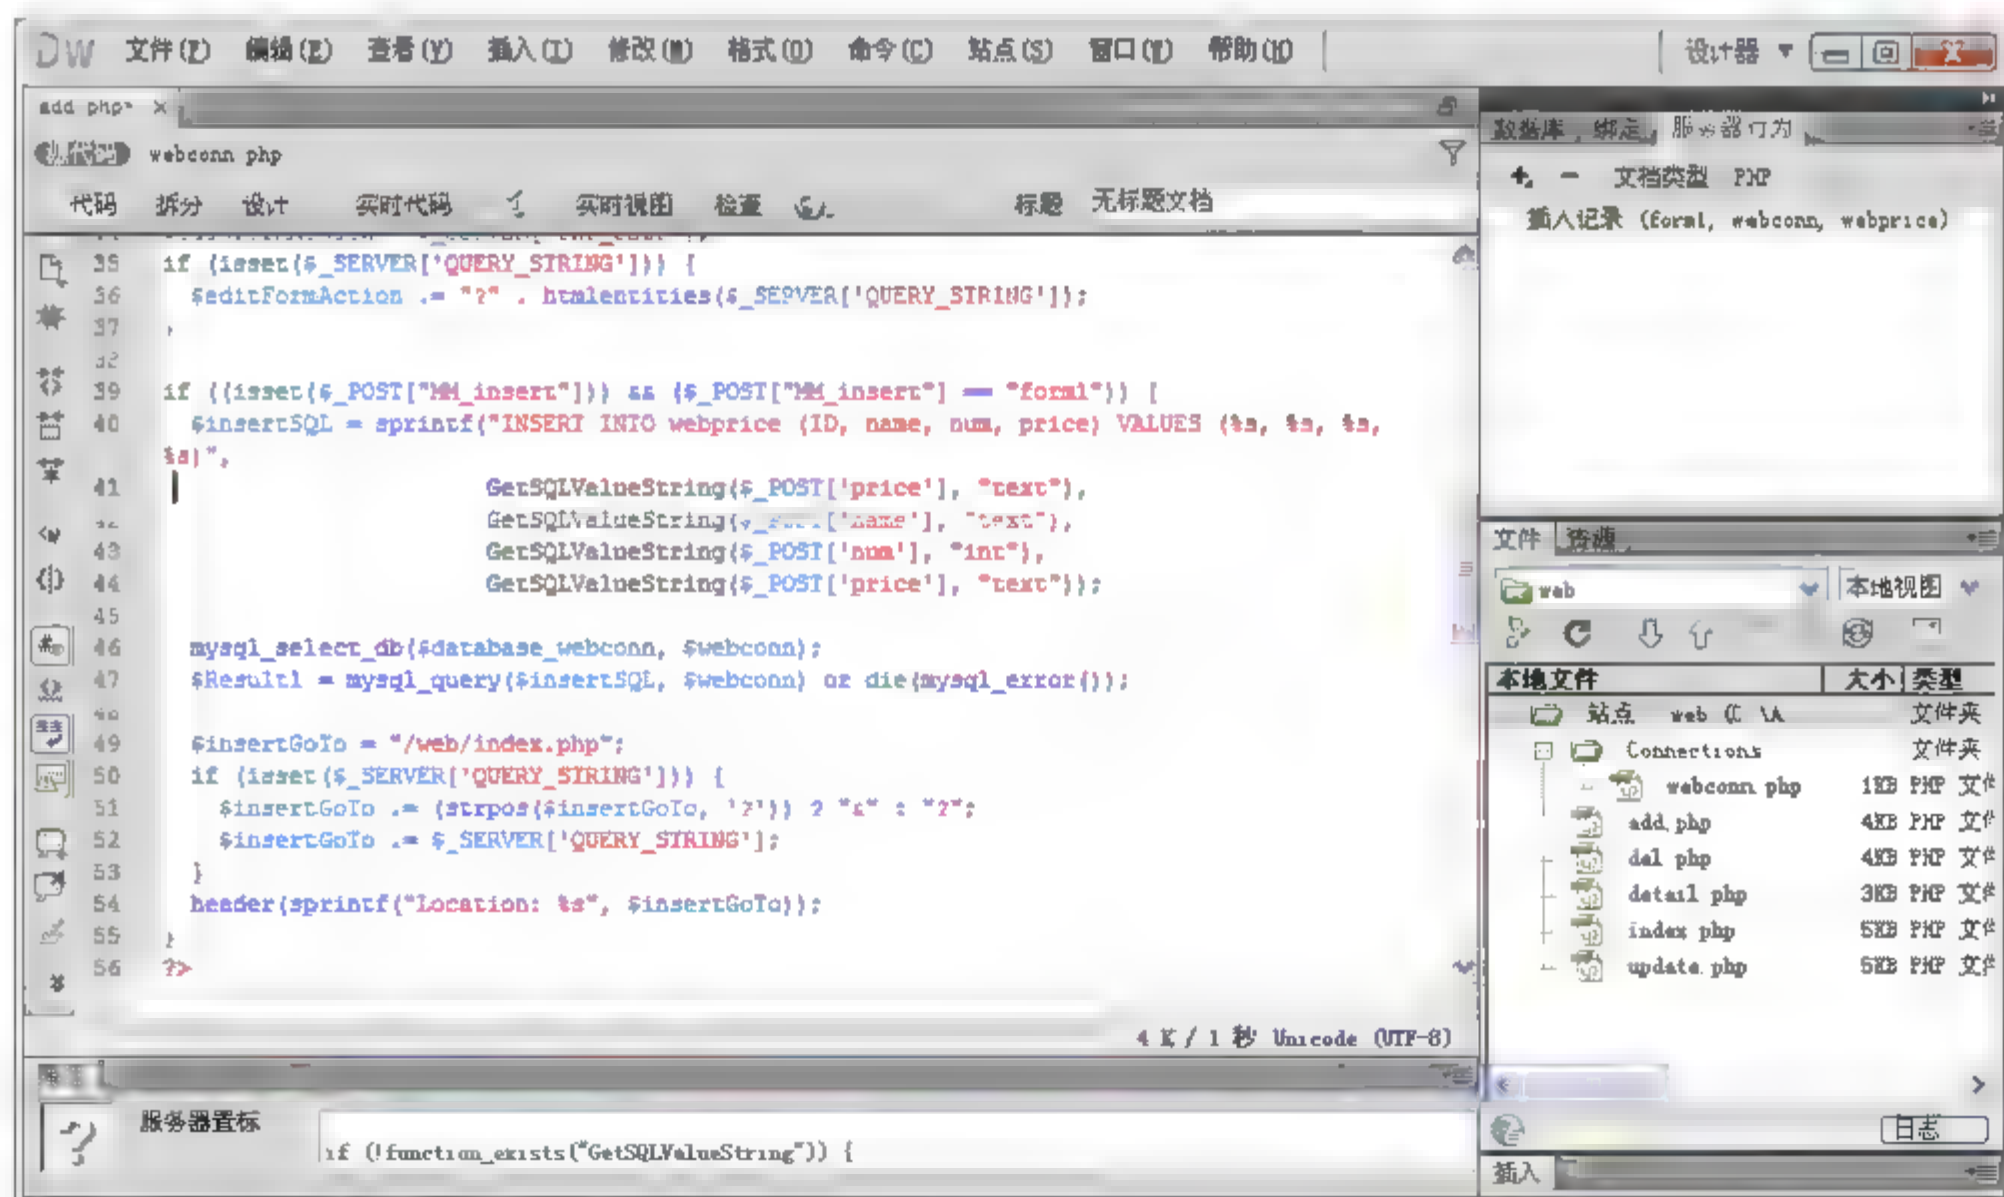 DW 文件(F) 编辑(E) 查看(V) 插入(I) 修改(M) 格式(O) 命令(C) 站点(S) 窗口(W) 帮助(H) 设计器
add php* ×
源代码 webconn php
代码 拆分 设计 实时代码 实时视图 检查 标题 无标题文档
35 if (isset($_SERVER['QUERY_STRING'])) {
36 $editFormAction .= "?" . htmlentities($_SERVER['QUERY_STRING']);
37 }
38
39 if ((isset($_POST["MM_insert"])) && ($_POST["MM_insert"] == "form1")) {
40 $insertSQL = sprintf("INSERT INTO webprice (ID, name, num, price) VALUES (%s, %s, %s,
%s)",
41 GetSQLValueString($_POST['price'], "text"),
42 GetSQLValueString($_POST['name'], "text"),
43 GetSQLValueString($_POST['num'], "int"),
44 GetSQLValueString($_POST['price'], "text"));
45
46 mysql_select_db($database_webconn, $webconn);
47 $Result1 = mysql_query($insertSQL, $webconn) or die(mysql_error());
48
49 $insertGoTo = "/web/index.php";
50 if (isset($_SERVER['QUERY_STRING'])) {
51 $insertGoTo .= (strpos($insertGoTo, '?')) ? "&" : "?";
52 $insertGoTo .= $_SERVER['QUERY_STRING'];
53 }
54 header(sprintf("Location: %s", $insertGoTo));
55 }
56 ?>
4 K / 1 秒 Unicode (UTF-8)
服务器置标
if (!function_exists("GetSQLValueString")) {
数据库 绑定 服务器行为
文档类型 PHP
插入记录 (form1, webconn, webprice)
文件 资源
web 本地视图
本地文件 大小 类型
站点 web (C \A 文件夹
Connections 文件夹
webconn php 1KB PHP 文件
add.php 4KB PHP 文件
del php 4KB PHP 文件
detail php 3KB PHP 文件
index php 5KB PHP 文件
update.php 5KB PHP 文件
日志
插入